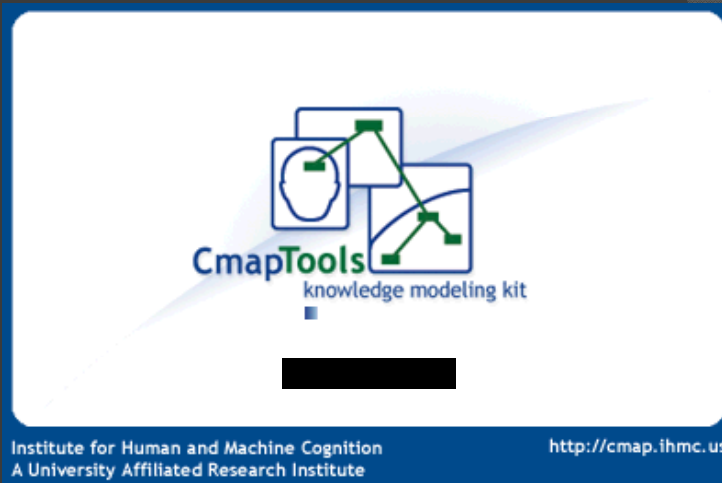 CmapTools
knowledge modeling kit
Institute for Human and Machine Cognition
http://cmap.ihmc.us
A University Affiliated Research Institute